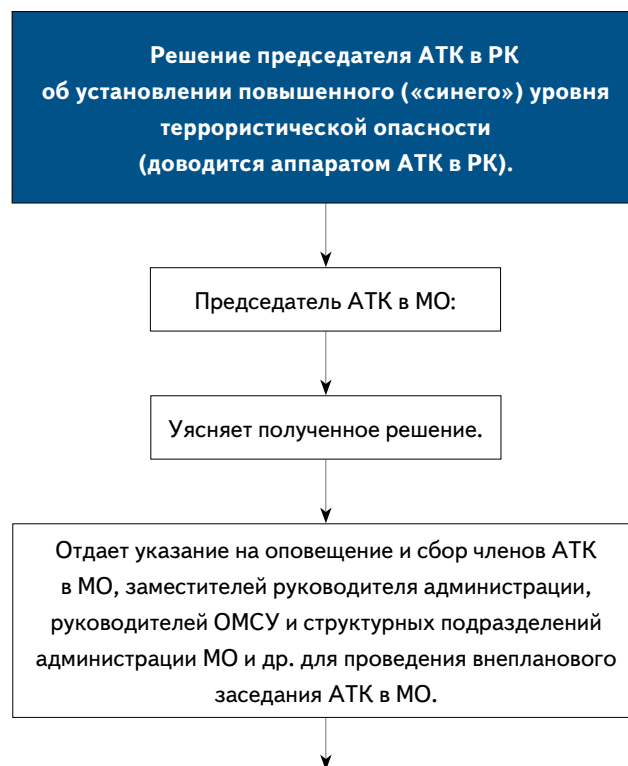 Решение председателя АТК в РК
об установлении повышенного («синего») уровня
террористической опасности
(доводится аппаратом АТК в РК).
Председатель АТК в МО:
Уясняет полученное решение.
Отдает указание на оповещение и сбор членов АТК
в МО, заместителей руководителя администрации,
руководителей ОМСУ и структурных подразделений
администрации МО и др. для проведения внепланового
заседания АТК в МО.